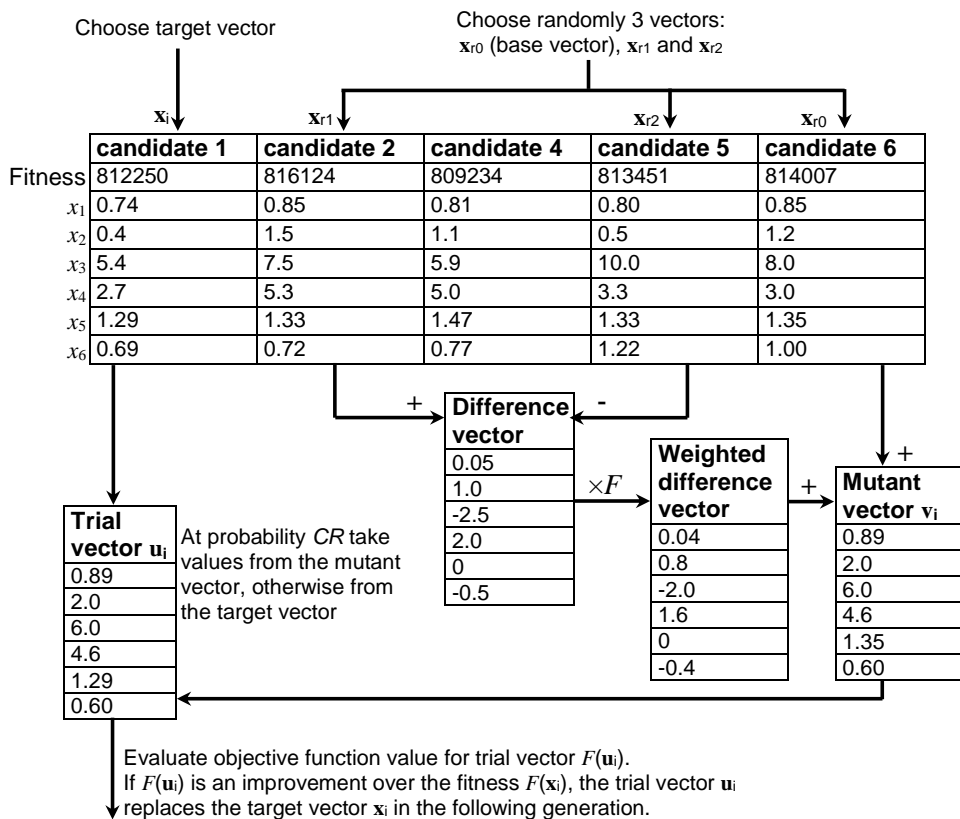 Choose target vector
Choose randomly 3 vectors:
xr0 (base vector), xr1 and xr2
xi xr1 xr2 xr0
candidate 1 candidate 2 candidate 4 candidate 5 candidate 6
Fitness 812250 816124 809234 813451 814007
x1 0.74 0.85 0.81 0.80 0.85
x2 0.4 1.5 1.1 0.5 1.2
x3 5.4 7.5 5.9 10.0 8.0
x4 2.7 5.3 5.0 3.3 3.0
x5 1.29 1.33 1.47 1.33 1.35
x6 0.69 0.72 0.77 1.22 1.00
+ -
Difference
vector
0.05
1.0
-2.5
2.0
0
-0.5
×F
Weighted
difference
vector
0.04
0.8
-2.0
1.6
0
-0.4
+
+
Mutant
vector vi
0.89
2.0
6.0
4.6
1.35
0.60
Trial
vector ui
0.89
2.0
6.0
4.6
1.29
0.60
At probability CR take
values from the mutant
vector, otherwise from
the target vector
Evaluate objective function value for trial vector F(ui).
If F(ui) is an improvement over the fitness F(xi), the trial vector ui
replaces the target vector xi in the following generation.